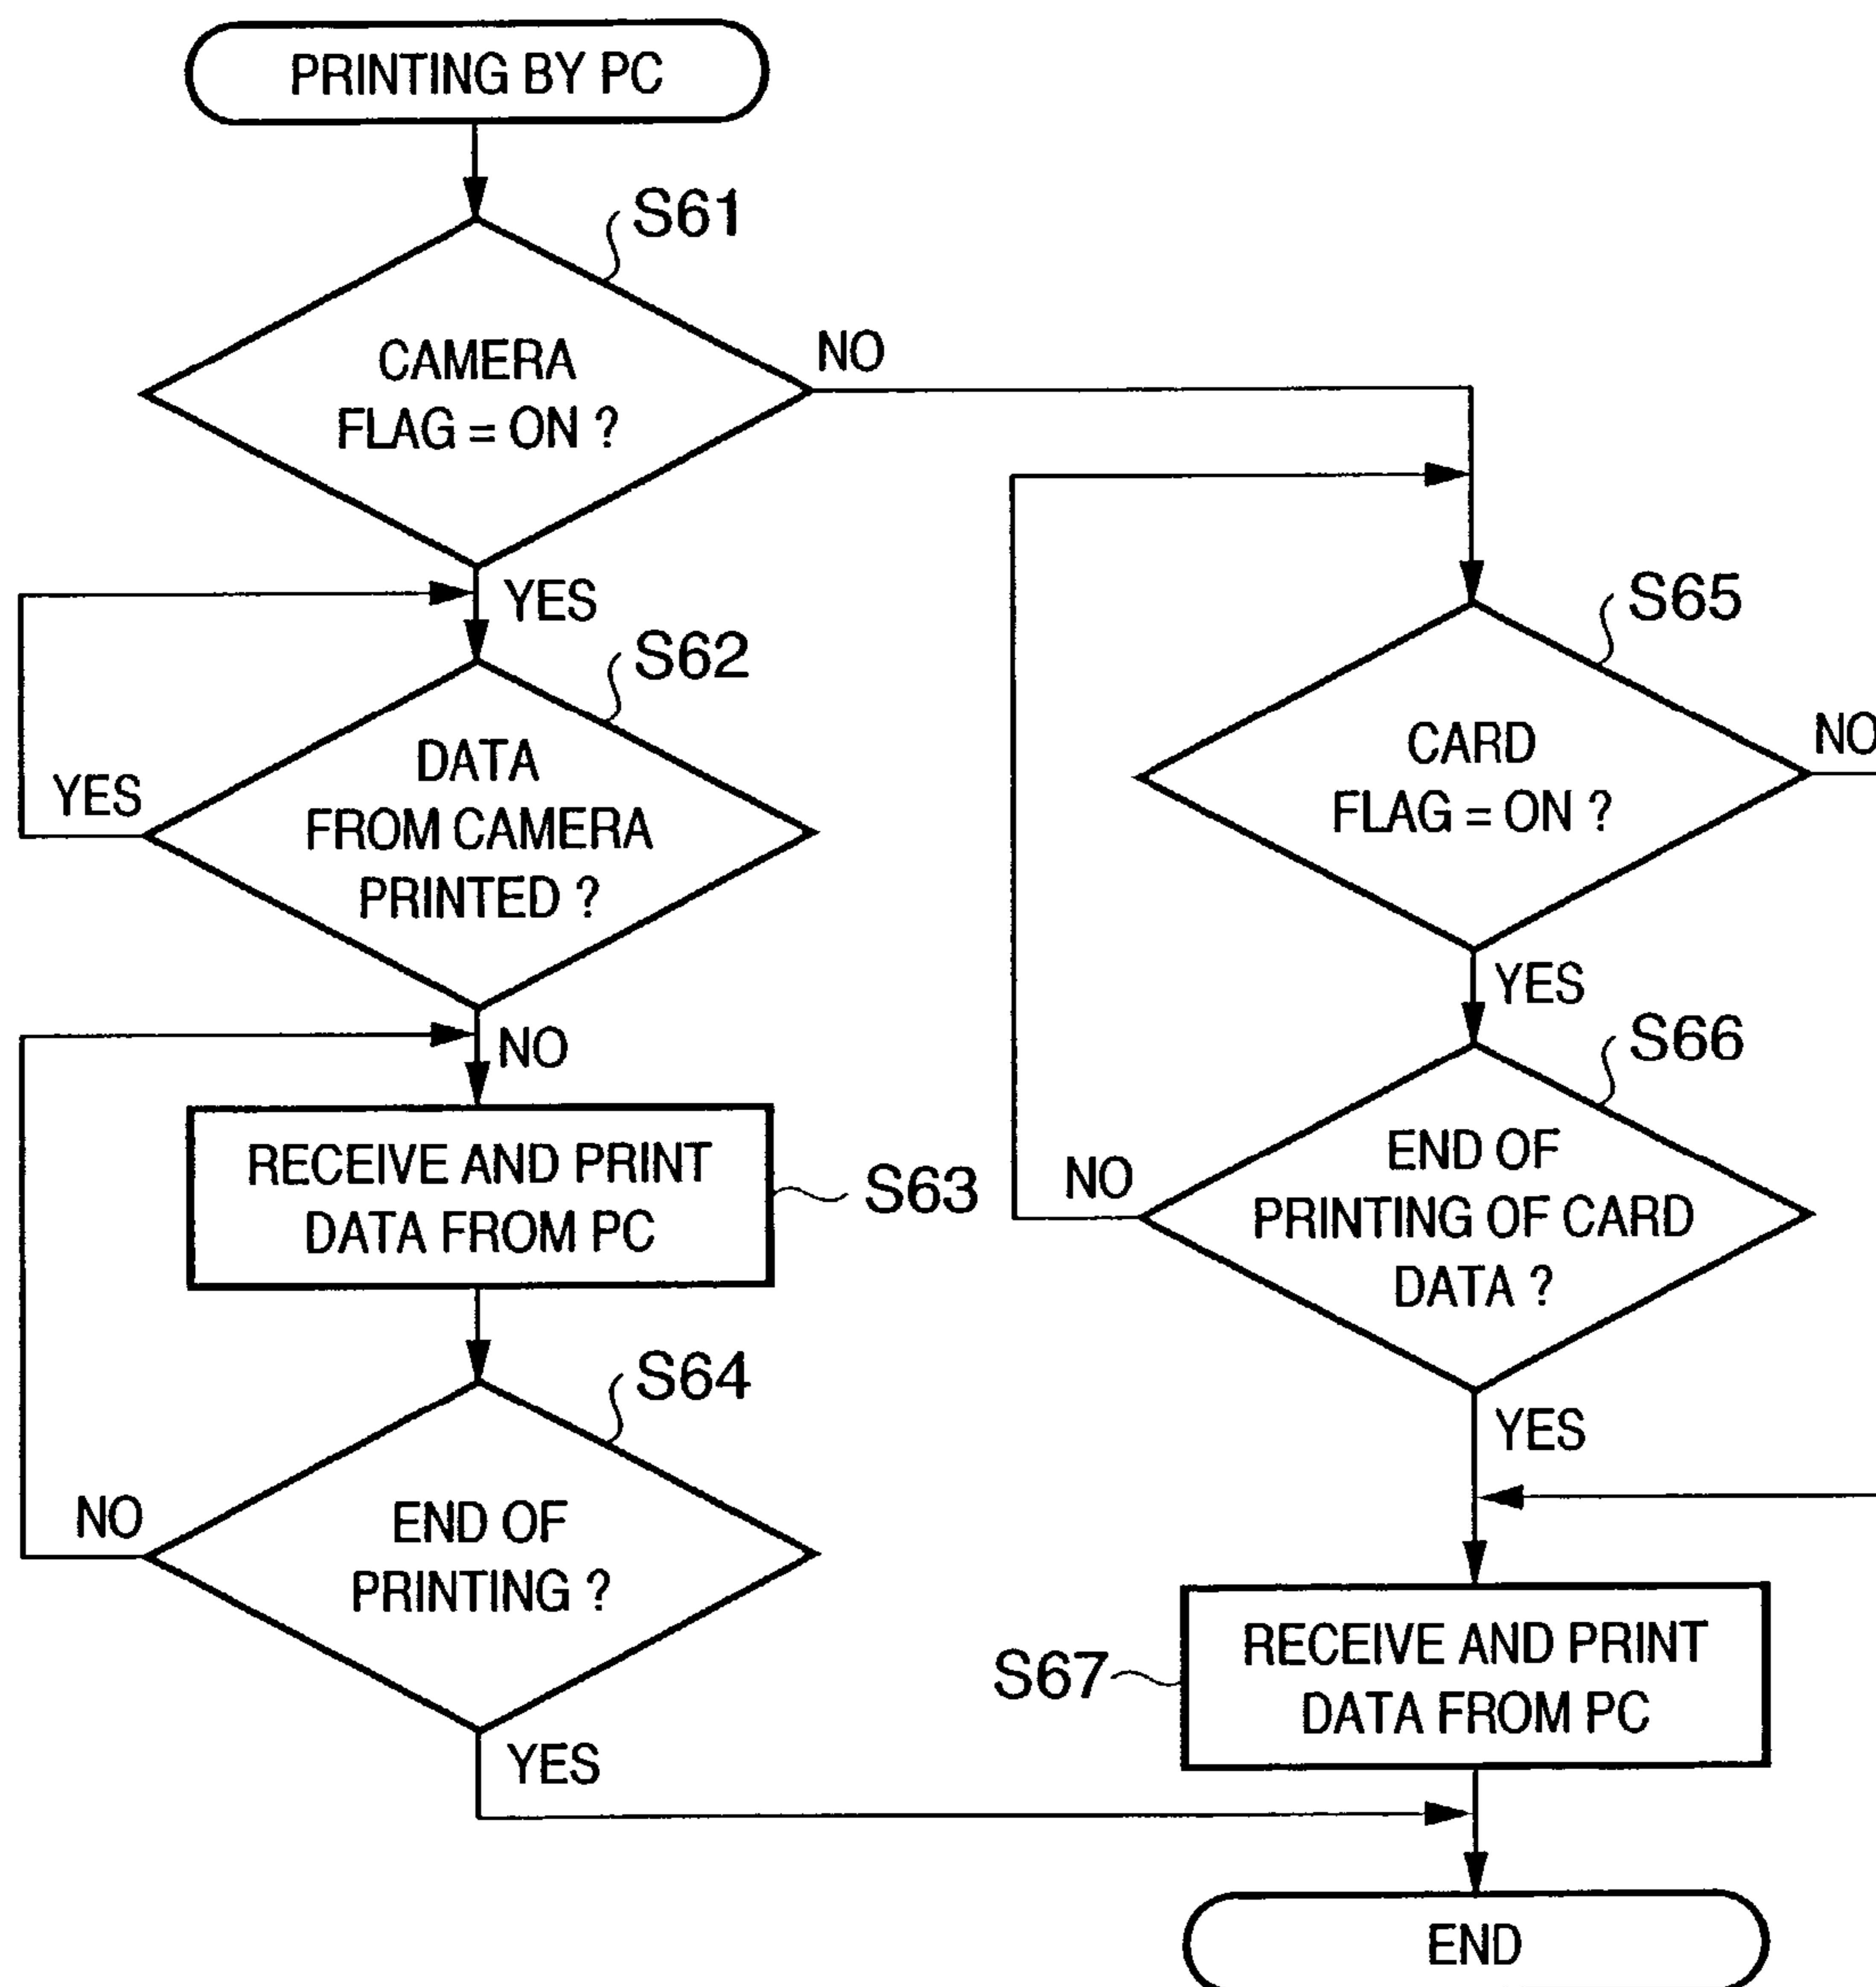 PRINTING BY PC
S61
CAMERA
FLAG = ON ?
NO
YES
S62
DATA
FROM CAMERA
PRINTED ?
YES
NO
RECEIVE AND PRINT
DATA FROM PC
S63
S64
END OF
PRINTING ?
NO
YES
S65
CARD
FLAG = ON ?
NO
YES
S66
END OF
PRINTING OF CARD
DATA ?
NO
YES
S67
RECEIVE AND PRINT
DATA FROM PC
END